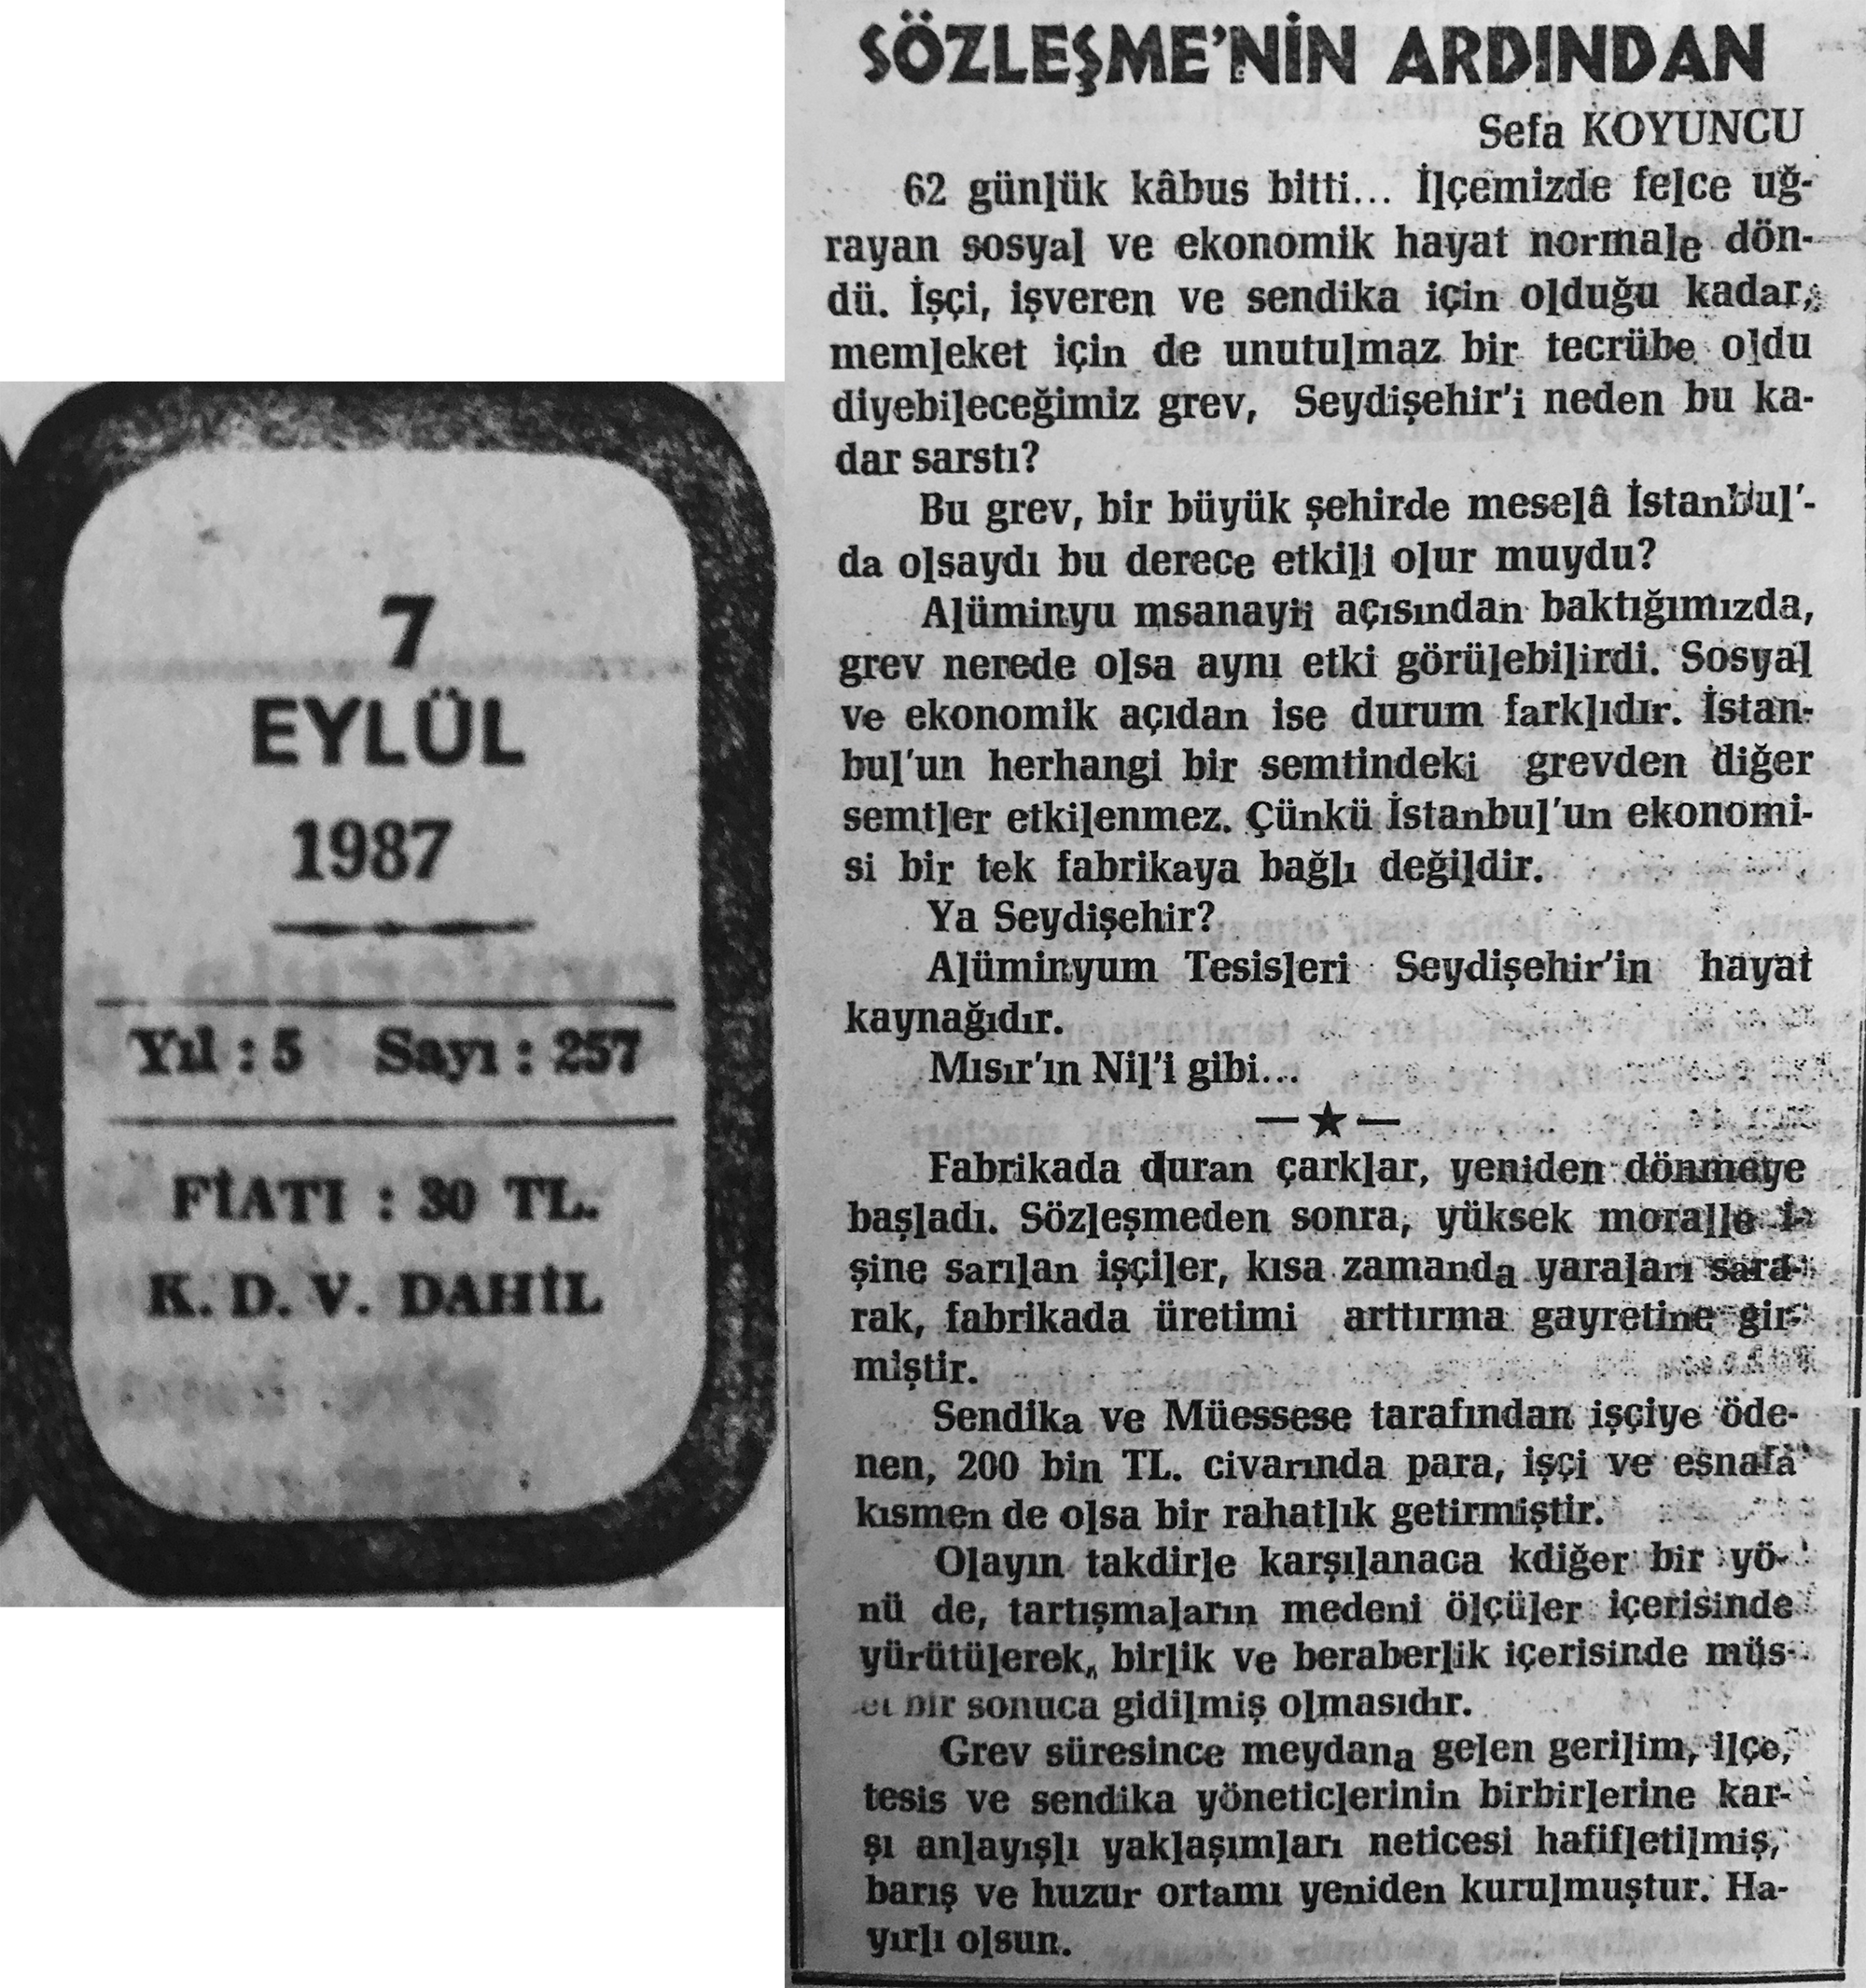 7
EYLÜL
1987
Yıl : 5 Sayı : 257
FİATI : 30 TL.
K. D. V. DAHİL
SÖZLEŞME'NİN ARDINDAN
Sefa KOYUNCU
62 günlük kâbus bitti... İlçemizde felce uğ-
rayan sosyal ve ekonomik hayat normale dön-
dü. İşçi, işveren ve sendika için olduğu kadar,
memleket için de unutulmaz bir tecrübe oldu
diyebileceğimiz grev, Seydişehir'i neden bu ka-
dar sarstı?
Bu grev, bir büyük şehirde meselâ İstanbul'-
da olsaydı bu derece etkili olur muydu?
Alüminyu msanayii açısından baktığımızda,
grev nerede olsa aynı etki görülebilirdi. Sosyal
ve ekonomik açıdan ise durum farklıdır. İstan-
bul'un herhangi bir semtindeki grevden diğer
semtler etkilenmez. Çünkü İstanbul'un ekonomi-
si bir tek fabrikaya bağlı değildir.
Ya Seydişehir?
Alüminyum Tesisleri Seydişehir'in hayat
kaynağıdır.
Mısır'ın Nil'i gibi...
—★—
Fabrikada duran çarklar, yeniden dönmeye
başladı. Sözleşmeden sonra, yüksek moralle i-
şine sarılan işçiler, kısa zamanda yaraları sara-
rak, fabrikada üretimi arttırma gayretine gir-
miştir.
Sendika ve Müessese tarafından işçiye öde-
nen, 200 bin TL. civarında para, işçi ve esnafa
kısmen de olsa bir rahatlık getirmiştir.
Olayın takdirle karşılanaca kdiğer bir yö-
nü de, tartışmaların medeni ölçüler içerisinde
yürütülerek, birlik ve beraberlik içerisinde müs-
bir sonuca gidilmiş olmasıdır.
Grev süresince meydana gelen gerilim, ilçe,
tesis ve sendika yöneticlerinin birbirlerine kar-
şı anlayışlı yaklaşımları neticesi hafifletilmiş,
barış ve huzur ortamı yeniden kurulmuştur. Ha-
yırlı olsun.